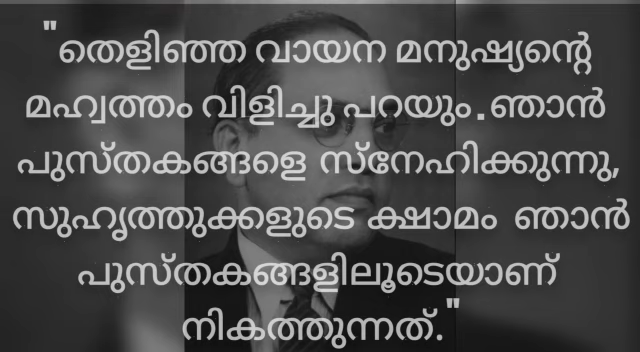 "തെളിഞ്ഞ വായന മനുഷ്യന്റെ
മഹ്വത്തം വിളിച്ചു പറയും.ഞാൻ
പുസ്തകങ്ങളെ സ്നേഹിക്കുന്നു,
സുഹൃത്തുക്കളുടെ ക്ഷാമം ഞാൻ
പുസ്തകങ്ങളിലൂടെയാണ്
നികത്തുന്നത്."